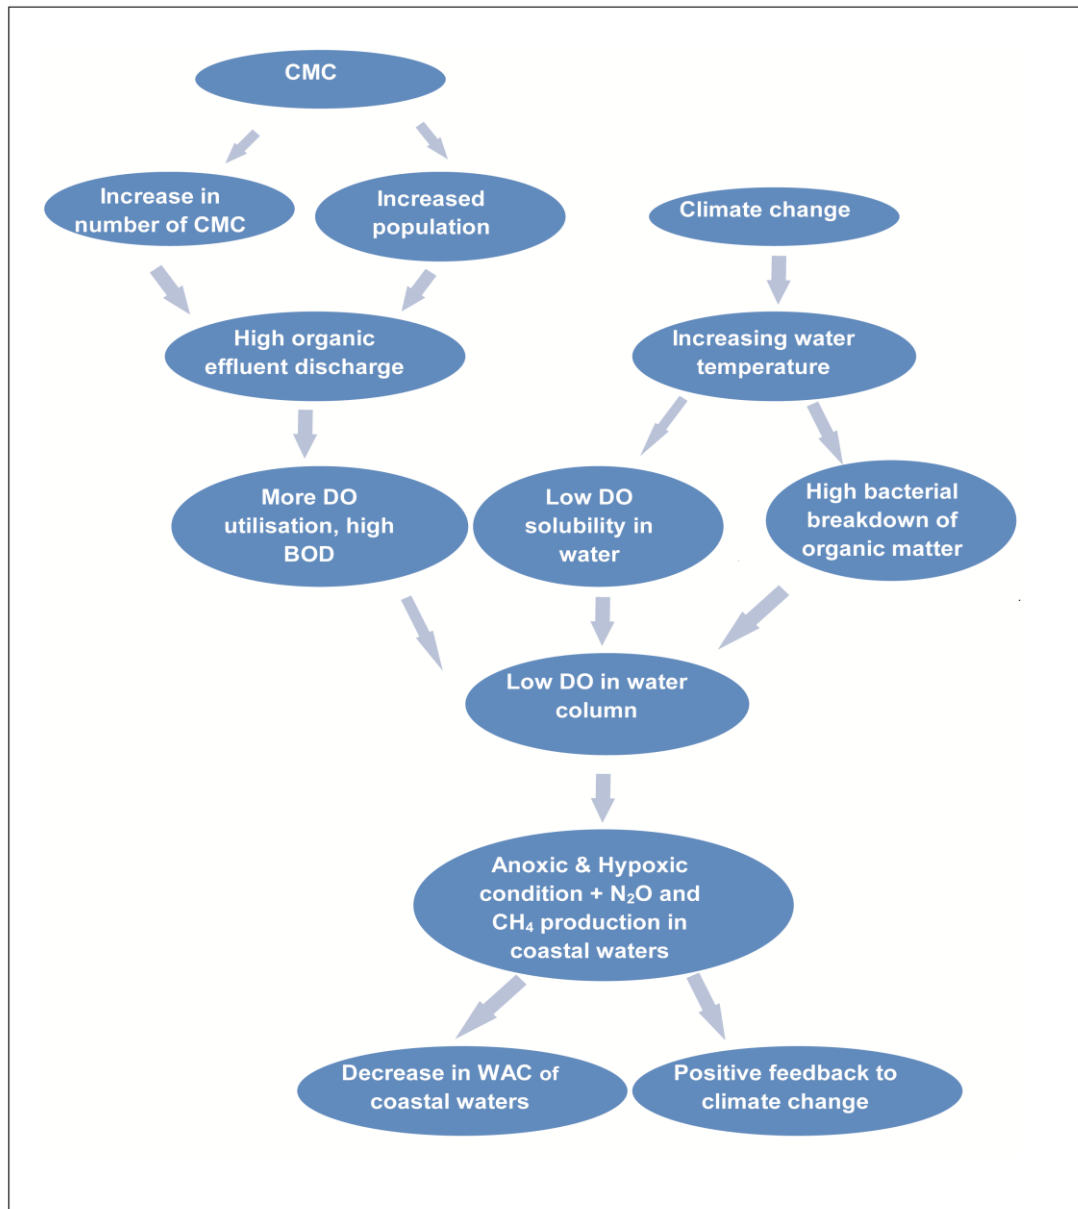 CMC
Increase in
number of CMC
Increased
population
Climate change
High organic
effluent discharge
Increasing water
temperature
More DO
utilisation, high
BOD
Low DO
solubility in
water
High bacterial
breakdown of
organic matter
Low DO in water
column
Anoxic & Hypoxic
condition + N₂O and
CH₄ production in
coastal waters
Decrease in WAC of
coastal waters
Positive feedback to
climate change